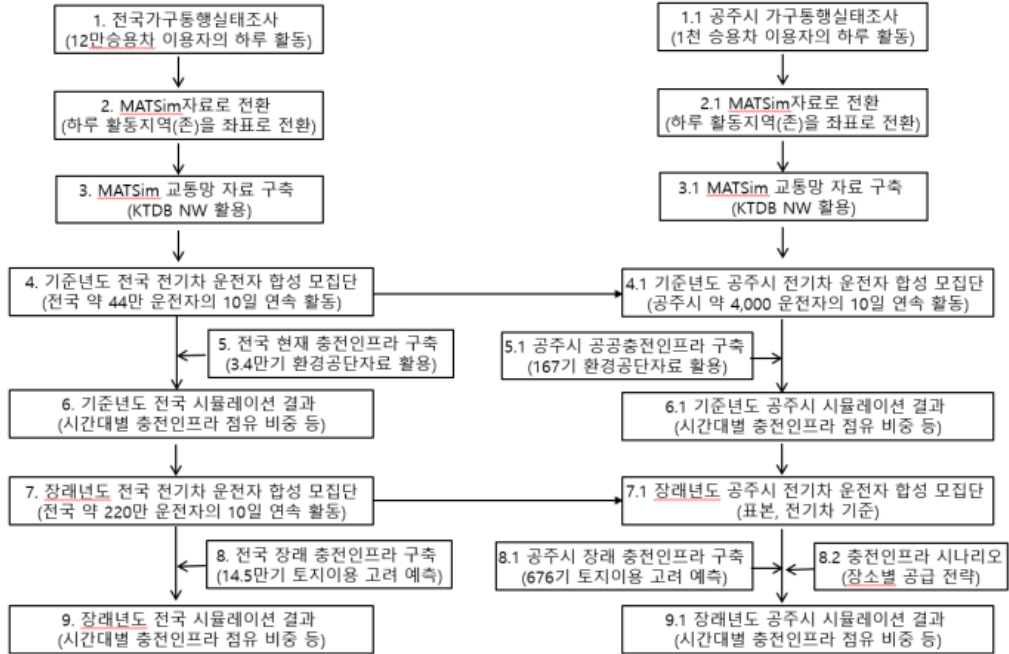 1. 전국가구통행실태조사
(12만승용차 이용자의 하루 활동)
2. MATSim자료로 전환
(하루 활동지역(존)을 좌표로 전환)
3. MATSim 교통망 자료 구축
(KTDB NW 활용)
4. 기준년도 전국 전기차 운전자 합성 모집단
(전국 약 44만 운전자의 10일 연속 활동)
5. 전국 현재 충전인프라 구축
(3.4만기 환경공단자료 활용)
6. 기준년도 전국 시뮬레이션 결과
(시간대별 충전인프라 점유 비중 등)
7. 장래년도 전국 전기차 운전자 합성 모집단
(전국 약 220만 운전자의 10일 연속 활동)
8. 전국 장래 충전인프라 구축
(14.5만기 토지이용 고려 예측)
9. 장래년도 전국 시뮬레이션 결과
(시간대별 충전인프라 점유 비중 등)
1.1 공주시 가구통행실태조사
(1천 승용차 이용자의 하루 활동)
2.1 MATSim자료로 전환
(하루 활동지역(존)을 좌표로 전환)
3.1 MATSim 교통망 자료 구축
(KTDB NW 활용)
4.1 기준년도 공주시 전기차 운전자 합성 모집단
(공주시 약 4,000 운전자의 10일 연속 활동)
5.1 공주시 공공충전인프라 구축
(167기 환경공단자료 활용)
6.1 기준년도 공주시 시뮬레이션 결과
(시간대별 충전인프라 점유 비중 등)
7.1 장래년도 공주시 전기차 운전자 합성 모집단
(표본, 전기차 기준)
8.1 공주시 장래 충전인프라 구축
(676기 토지이용 고려 예측)
8.2 충전인프라 시나리오
(장소별 공급 전략)
9.1 장래년도 공주시 시뮬레이션 결과
(시간대별 충전인프라 점유 비중 등)